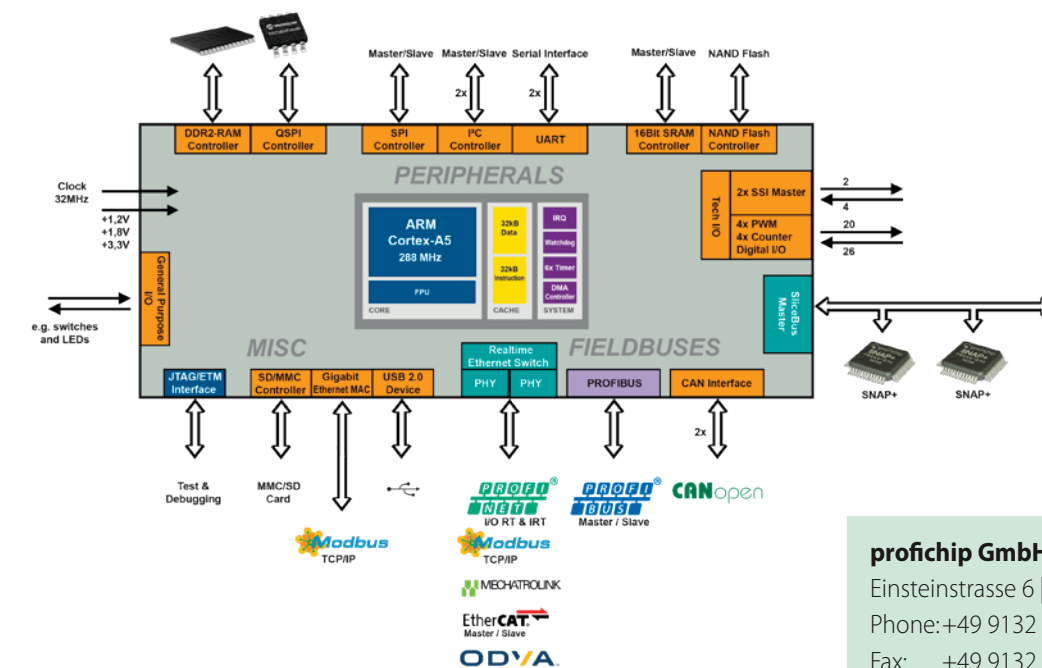 Master/Slave
Master/Slave
Serial Interface
Master/Slave
NAND Flash
2x
2x
DDR2-RAM
Controller
QSPI
Controller
SPI
Controller
I²C
Controller
UART
16Bit SRAM
Controller
NAND Flash
Controller
PERIPHERALS
Clock
32MHz
+1,2V
+1,8V
+3,3V
ARM
Cortex-A5
288 MHz
FPU
CORE
32kB
Data
32kB
Instruction
CACHE
IRQ
Watchdog
6x Timer
DMA
Controller
SYSTEM
Tech I/O
2x SSI Master
4x PWM
4x Counter
Digital I/O
2
4
20
26
General Purpose
I/O
e.g. switches
and LEDs
SliceBus
Master
SNAP+
SNAP+
SNAP+
SNAP+
MISC
FIELDBUSES
JTAG/ETM
Interface
SD/MMC
Controller
Gigabit
Ethernet MAC
USB 2.0
Device
Realtime
Ethernet Switch
PHY
PHY
PROFIBUS
CAN Interface
2x
Test &
Debugging
MMC/SD
Card
Modbus
TCP/IP
PROFI
NET
®
I/O RT & IRT
PROFI
BUS
®
Master / Slave
CANopen
Modbus
TCP/IP
MECHATROLINK
EtherCAT
Master / Slave
ODVA
profichip GmbH
Einsteinstrasse 6 |
Phone: +49 9132
Fax: +49 9132